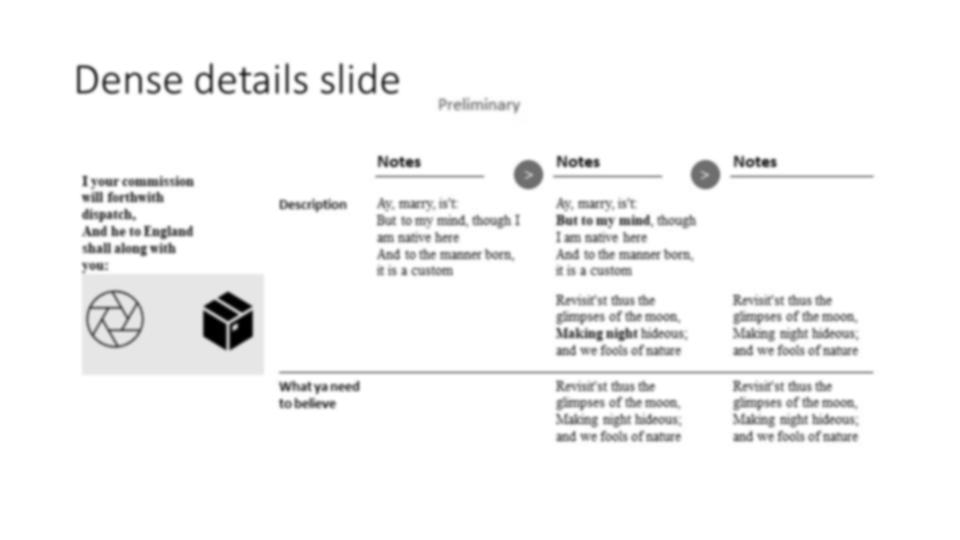 Dense details slide
Preliminary
I your commission
will forthwith
dispatch,
And he to England
shall along with
you:
Notes
>
Notes
>
Notes
Description
Ay, marry, is't:
But to my mind, though I
am native here
And to the manner born,
it is a custom
Ay, marry, is't:
But to my mind, though
I am native here
And to the manner born,
it is a custom
Revisit'st thus the
glimpses of the moon,
Making night hideous;
and we fools of nature
Revisit'st thus the
glimpses of the moon,
Making night hideous;
and we fools of nature
What ya need
to believe
Revisit'st thus the
glimpses of the moon,
Making night hideous;
and we fools of nature
Revisit'st thus the
glimpses of the moon,
Making night hideous;
and we fools of nature